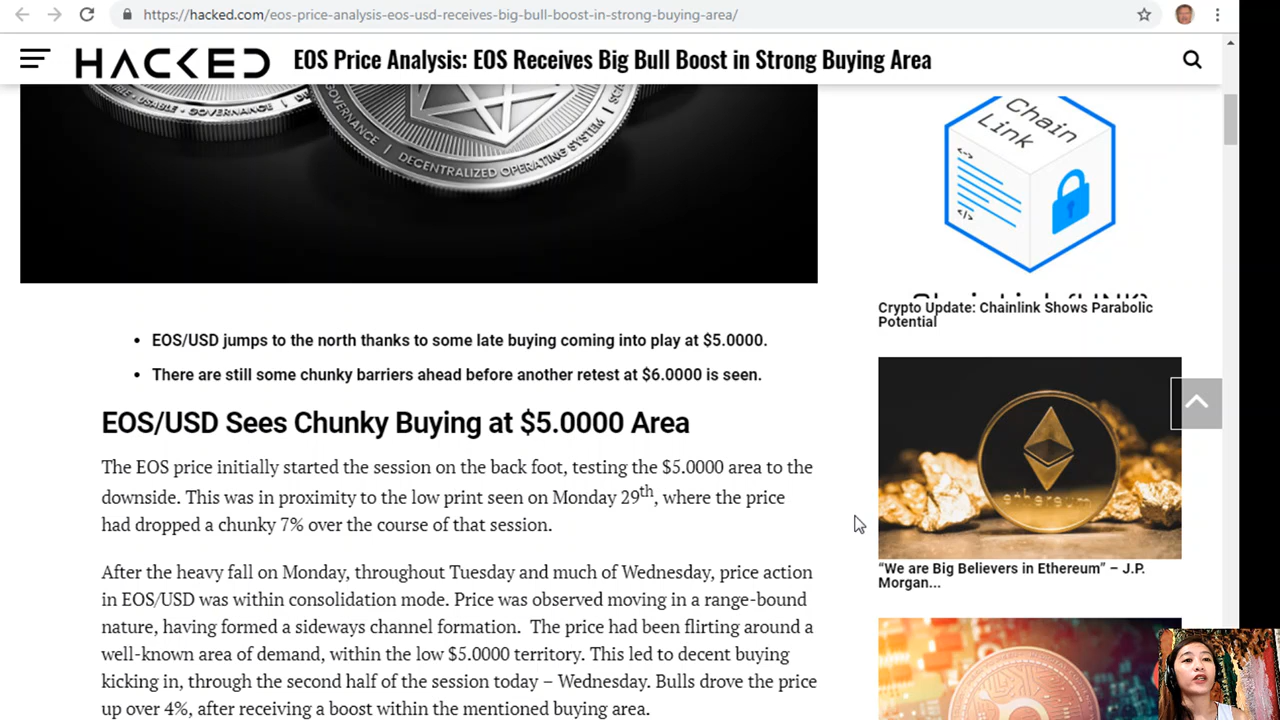 https://hacked.com/eos-price-analysis-eos-usd-receives-big-bull-boost-in-strong-buying-area/
HACKED
EOS Price Analysis: EOS Receives Big Bull Boost in Strong Buying Area
USABLE - GOVERNANCE
GOVERNANCE | DECENTRALIZED OPERATING SYSTEM
EOS/USD jumps to the north thanks to some late buying coming into play at $5.0000.
There are still some chunky barriers ahead before another retest at $6.0000 is seen.
EOS/USD Sees Chunky Buying at $5.0000 Area
The EOS price initially started the session on the back foot, testing the $5.0000 area to the
downside. This was in proximity to the low print seen on Monday 29th, where the price
had dropped a chunky 7% over the course of that session.
After the heavy fall on Monday, throughout Tuesday and much of Wednesday, price action
in EOS/USD was within consolidation mode. Price was observed moving in a range-bound
nature, having formed a sideways channel formation. The price had been flirting around a
well-known area of demand, within the low $5.0000 territory. This led to decent buying
kicking in, through the second half of the session today – Wednesday. Bulls drove the price
up over 4%, after receiving a boost within the mentioned buying area.
Chain
Link
Crypto Update: Chainlink Shows Parabolic
Potential
ethereum
“We are Big Believers in Ethereum” – J.P.
Morgan...